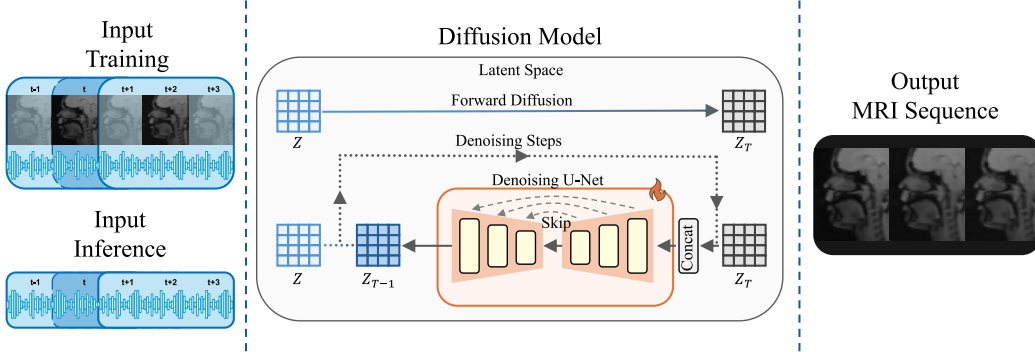 Input
Training
t-1 t t+1 t+2 t+3
Input
Inference
t-1 t t+1 t+2 t+3
Diffusion Model
Latent Space
Forward Diffusion
Z Z_T
Denoising Steps
Denoising U-Net
Skip
Concat
Z Z_{T-1} Z_T
Output
MRI Sequence